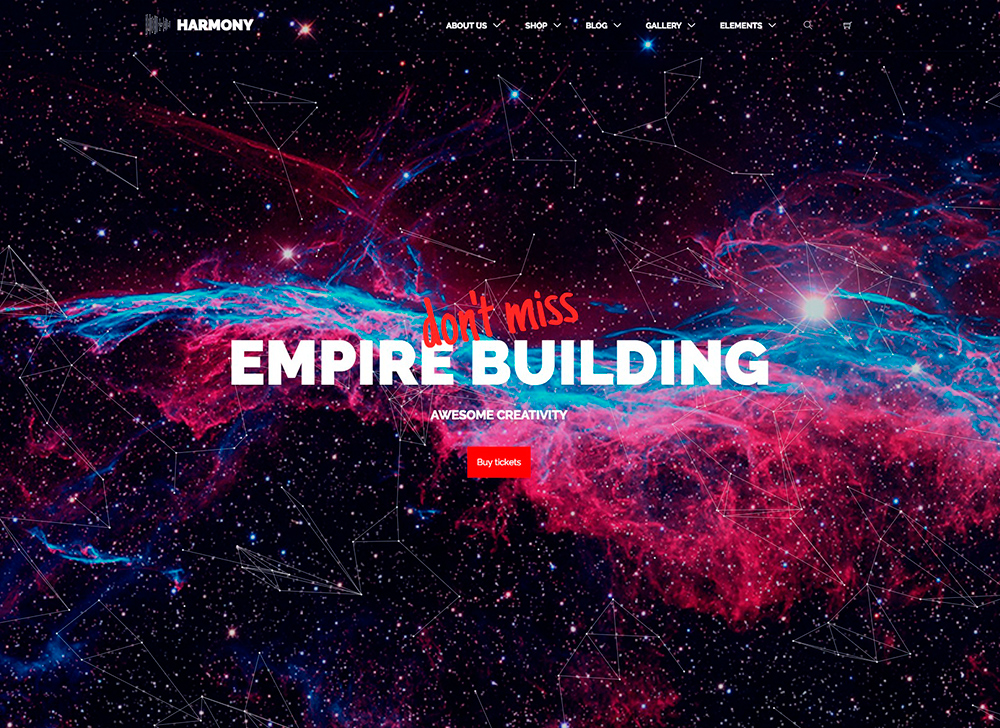 HARMONY
ABOUT US SHOP BLOG GALLERY ELEMENTS
don't miss
EMPIRE BUILDING
AWESOME CREATIVITY
Buy tickets